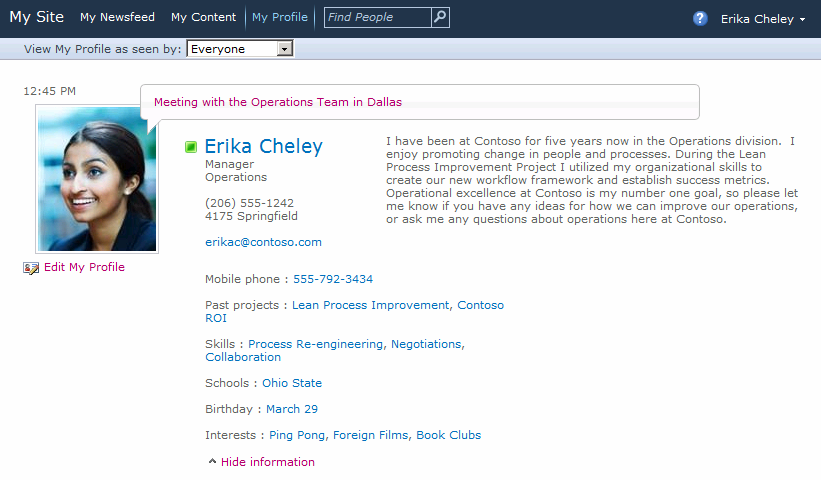 My Site My Newsfeed My Content My Profile Find People Erika Cheley
View My Profile as seen by: Everyone
12:45 PM
Meeting with the Operations Team in Dallas
Erika Cheley
Manager
Operations
(206) 555-1242
4175 Springfield
erikac@contoso.com
I have been at Contoso for five years now in the Operations division. I
enjoy promoting change in people and processes. During the Lean
Process Improvement Project I utilized my organizational skills to
create our new workflow framework and establish success metrics.
Operational excellence at Contoso is my number one goal, so please let
me know if you have any ideas for how we can improve our operations,
or ask me any questions about operations here at Contoso.
Edit My Profile
Mobile phone : 555-792-3434
Past projects : Lean Process Improvement, Contoso
ROI
Skills : Process Re-engineering, Negotiations,
Collaboration
Schools : Ohio State
Birthday : March 29
Interests : Ping Pong, Foreign Films, Book Clubs
Hide information